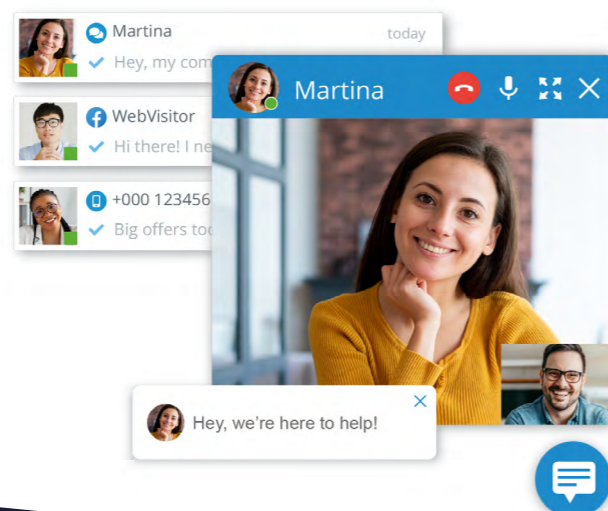 Martina today
Hey, my com
WebVisitor
Hi there! I ne
+000 123456
Big offers too
Martina
Hey, we’re here to help!